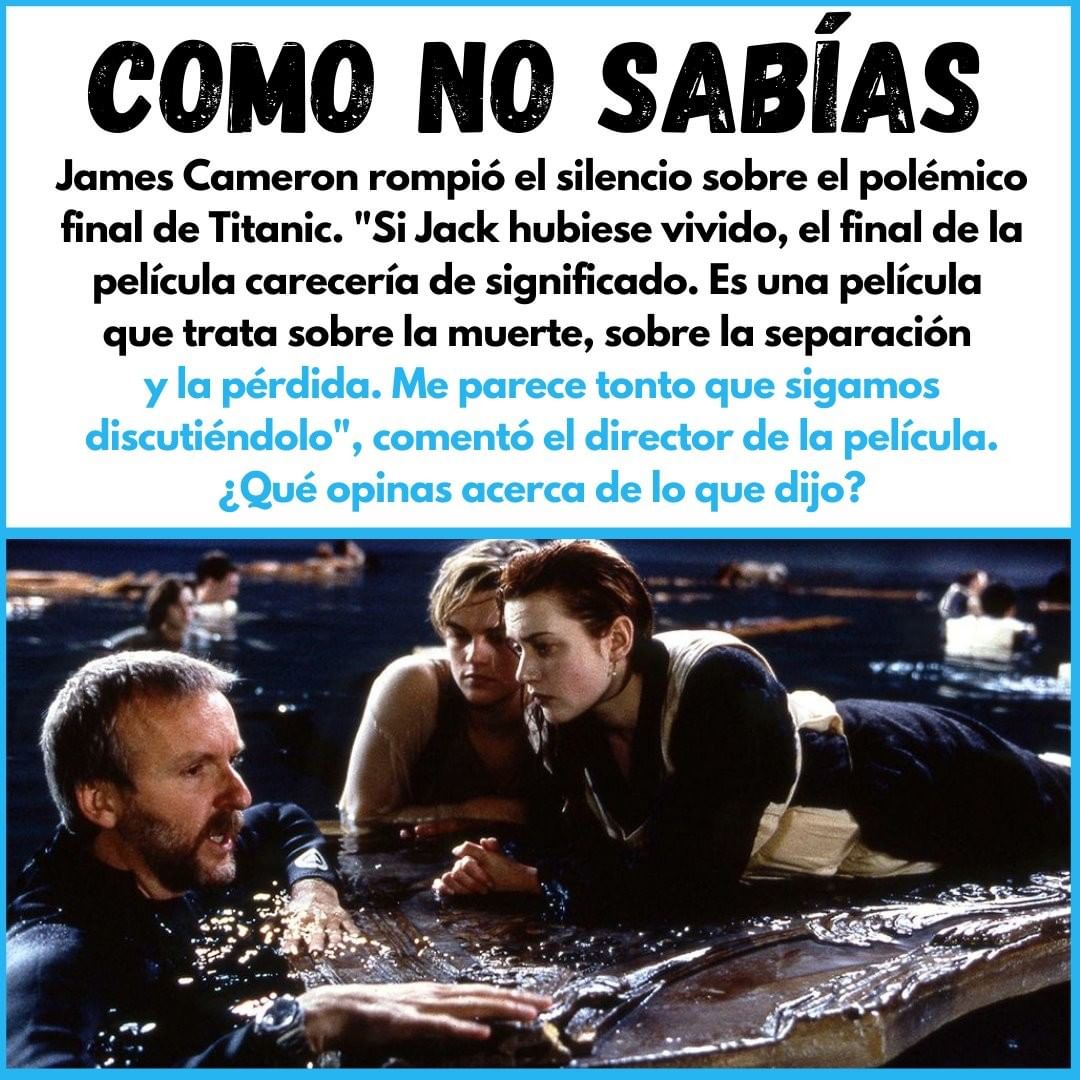 COMO NO SABÍAS
James Cameron rompió el silencio sobre el polémico
final de Titanic. "Si Jack hubiese vivido, el final de la
película carecería de significado. Es una película
que trata sobre la muerte, sobre la separación
y la pérdida. Me parece tonto que sigamos
discutiéndolo", comentó el director de la película.
¿Qué opinas acerca de lo que dijo?